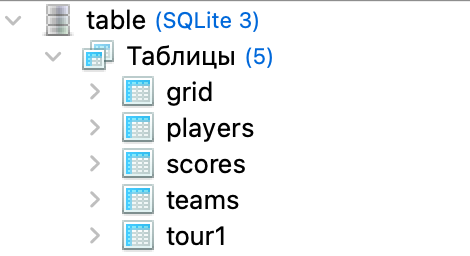 table (SQLite 3)
Таблицы (5)
grid
players
scores
teams
tour1